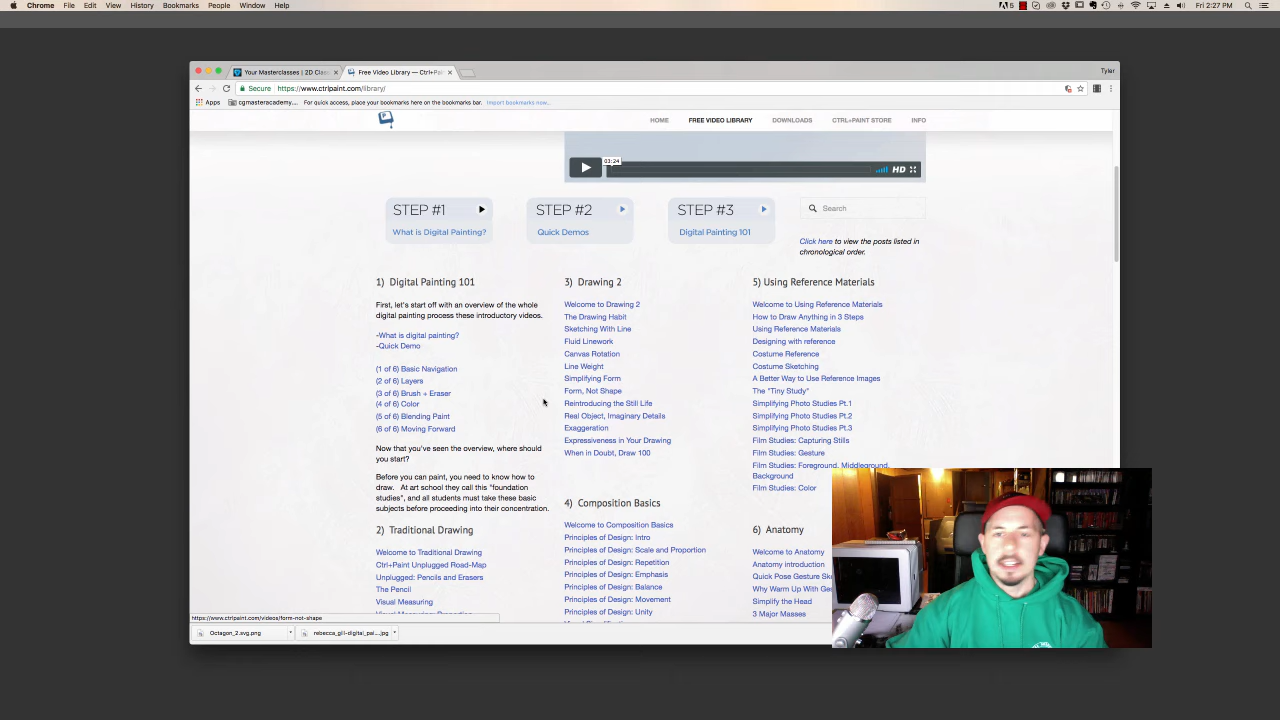 Chrome File Edit View History Bookmarks People Window Help
5 Fri 2:27 PM
Your Masterclasses | 2D Clas
Free Video Library — Ctrl+Pai
Tyler
Secure https://www.ctrlpaint.com/library/
Apps cgmasteracademy... For quick access, place your bookmarks here on the bookmarks bar. Import bookmarks now...
HOME FREE VIDEO LIBRARY DOWNLOADS CTRL+PAINT STORE INFO
03:24
HD
STEP #1
What is Digital Painting?
STEP #2
Quick Demos
STEP #3
Digital Painting 101
Search
Click here to view the posts listed in
chronological order.
1) Digital Painting 101
First, let's start off with an overview of the whole
digital painting process these introductory videos.
-What is digital painting?
-Quick Demo
(1 of 6) Basic Navigation
(2 of 6) Layers
(3 of 6) Brush + Eraser
(4 of 6) Color
(5 of 6) Blending Paint
(6 of 6) Moving Forward
Now that you've seen the overview, where should
you start?
Before you can paint, you need to know how to
draw. At art school they call this "foundation
studies", and all students must take these basic
subjects before proceeding into their concentration.
2) Traditional Drawing
Welcome to Traditional Drawing
Ctrl+Paint Unplugged Road-Map
Unplugged: Pencils and Erasers
The Pencil
Visual Measuring
3) Drawing 2
Welcome to Drawing 2
The Drawing Habit
Sketching With Line
Fluid Linework
Canvas Rotation
Line Weight
Simplifying Form
Form, Not Shape
Reintroducing the Still Life
Real Object, Imaginary Details
Exaggeration
Expressiveness in Your Drawing
When in Doubt, Draw 100
4) Composition Basics
Welcome to Composition Basics
Principles of Design: Intro
Principles of Design: Scale and Proportion
Principles of Design: Repetition
Principles of Design: Emphasis
Principles of Design: Balance
Principles of Design: Movement
Principles of Design: Unity
5) Using Reference Materials
Welcome to Using Reference Materials
How to Draw Anything in 3 Steps
Using Reference Materials
Designing with reference
Costume Reference
Costume Sketching
A Better Way to Use Reference Images
The "Tiny Study"
Simplifying Photo Studies Pt.1
Simplifying Photo Studies Pt.2
Simplifying Photo Studies Pt.3
Film Studies: Capturing Stills
Film Studies: Gesture
Film Studies: Foreground, Middleground,
Background
Film Studies: Color
6) Anatomy
Welcome to Anatomy
Anatomy introduction
Quick Pose Gesture Ske
Why Warm Up With Ge
Simplify the Head
3 Major Masses
https://www.ctrlpaint.com/videos/form-not-shape
Octagon_2.svg.png
rebecca_gill-digital_pai....jpg